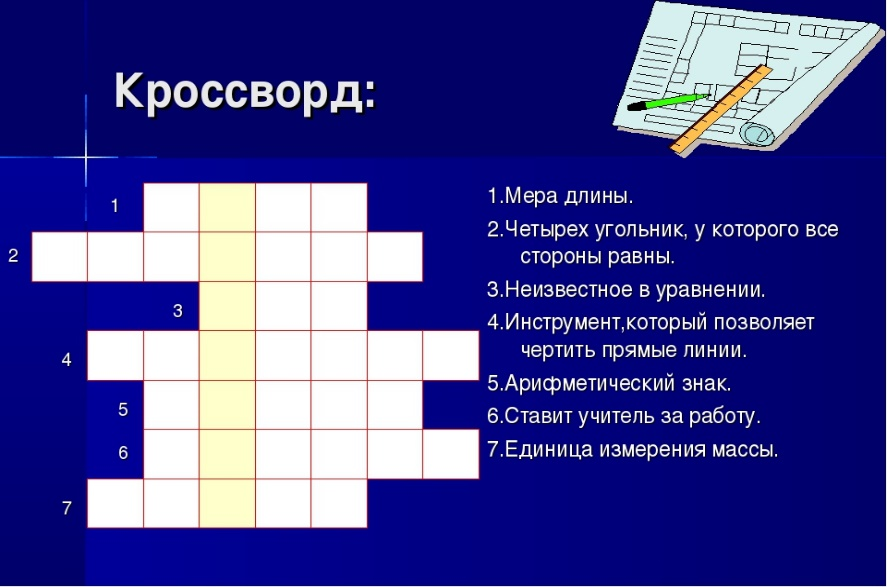 Кроссворд:
1
2
3
4
5
6
7
1.Мера длины.
2.Четырех угольник, у которого все
стороны равны.
3.Неизвестное в уравнении.
4.Инструмент,который позволяет
чертить прямые линии.
5.Арифметический знак.
6.Ставит учитель за работу.
7.Единица измерения массы.